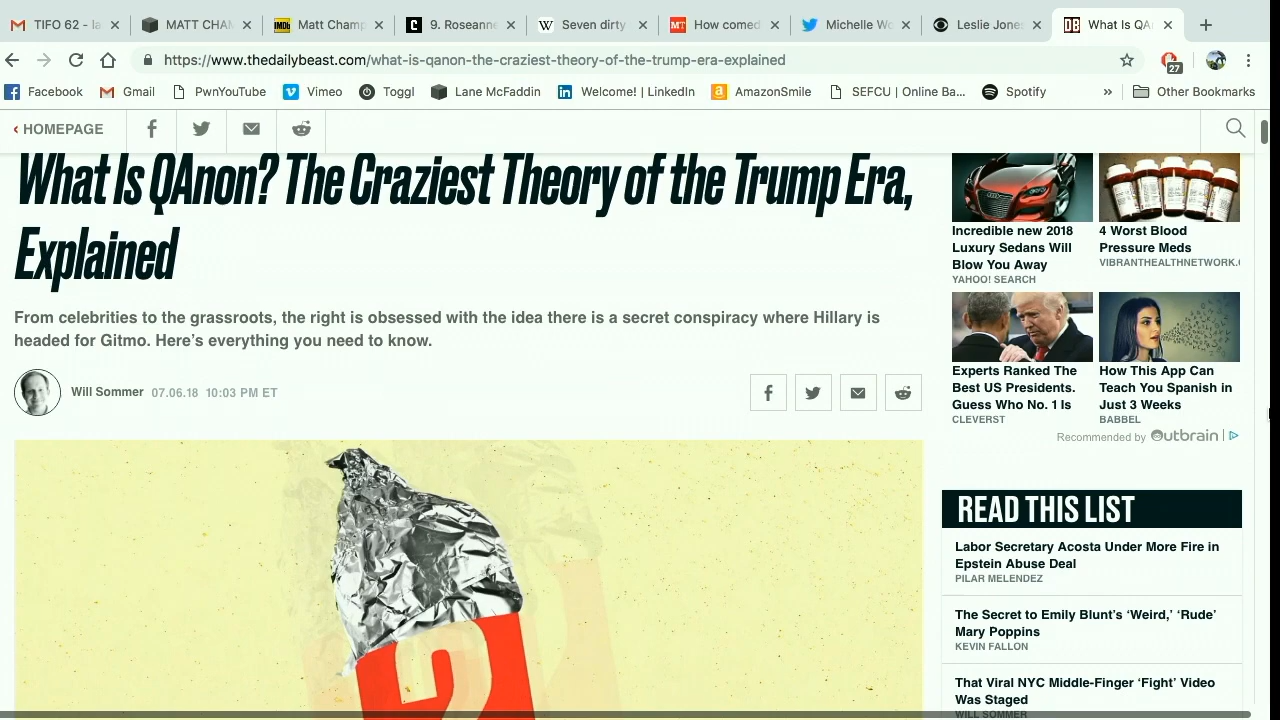 TIFO 62 - la
MATT CHAM
IMDb Matt Champ
C 9. Roseanne
W Seven dirty
MT How comed
Michelle Wo
Leslie Jone
DB What Is QA
https://www.thedailybeast.com/what-is-qanon-the-craziest-theory-of-the-trump-era-explained
27
Facebook
Gmail
PwnYouTube
Vimeo
Toggl
Lane McFaddin
Welcome! | LinkedIn
AmazonSmile
SEFCU | Online Ba...
Spotify
»
Other Bookmarks
‹ HOMEPAGE
What Is QAnon? The Craziest Theory of the Trump Era,
Explained
From celebrities to the grassroots, the right is obsessed with the idea there is a secret conspiracy where Hillary is
headed for Gitmo. Here's everything you need to know.
Will Sommer 07.06.18 10:03 PM ET
?
Incredible new 2018
Luxury Sedans Will
Blow You Away
YAHOO! SEARCH
4 Worst Blood
Pressure Meds
VIBRANTHEALTHNETWORK.
Experts Ranked The
Best US Presidents.
Guess Who No. 1 Is
CLEVERST
How This App Can
Teach You Spanish in
Just 3 Weeks
BABBEL
Recommended by Outbrain |
READ THIS LIST
Labor Secretary Acosta Under More Fire in
Epstein Abuse Deal
PILAR MELENDEZ
The Secret to Emily Blunt's 'Weird,' 'Rude'
Mary Poppins
KEVIN FALLON
That Viral NYC Middle-Finger 'Fight' Video
Was Staged
WILL SOMMER